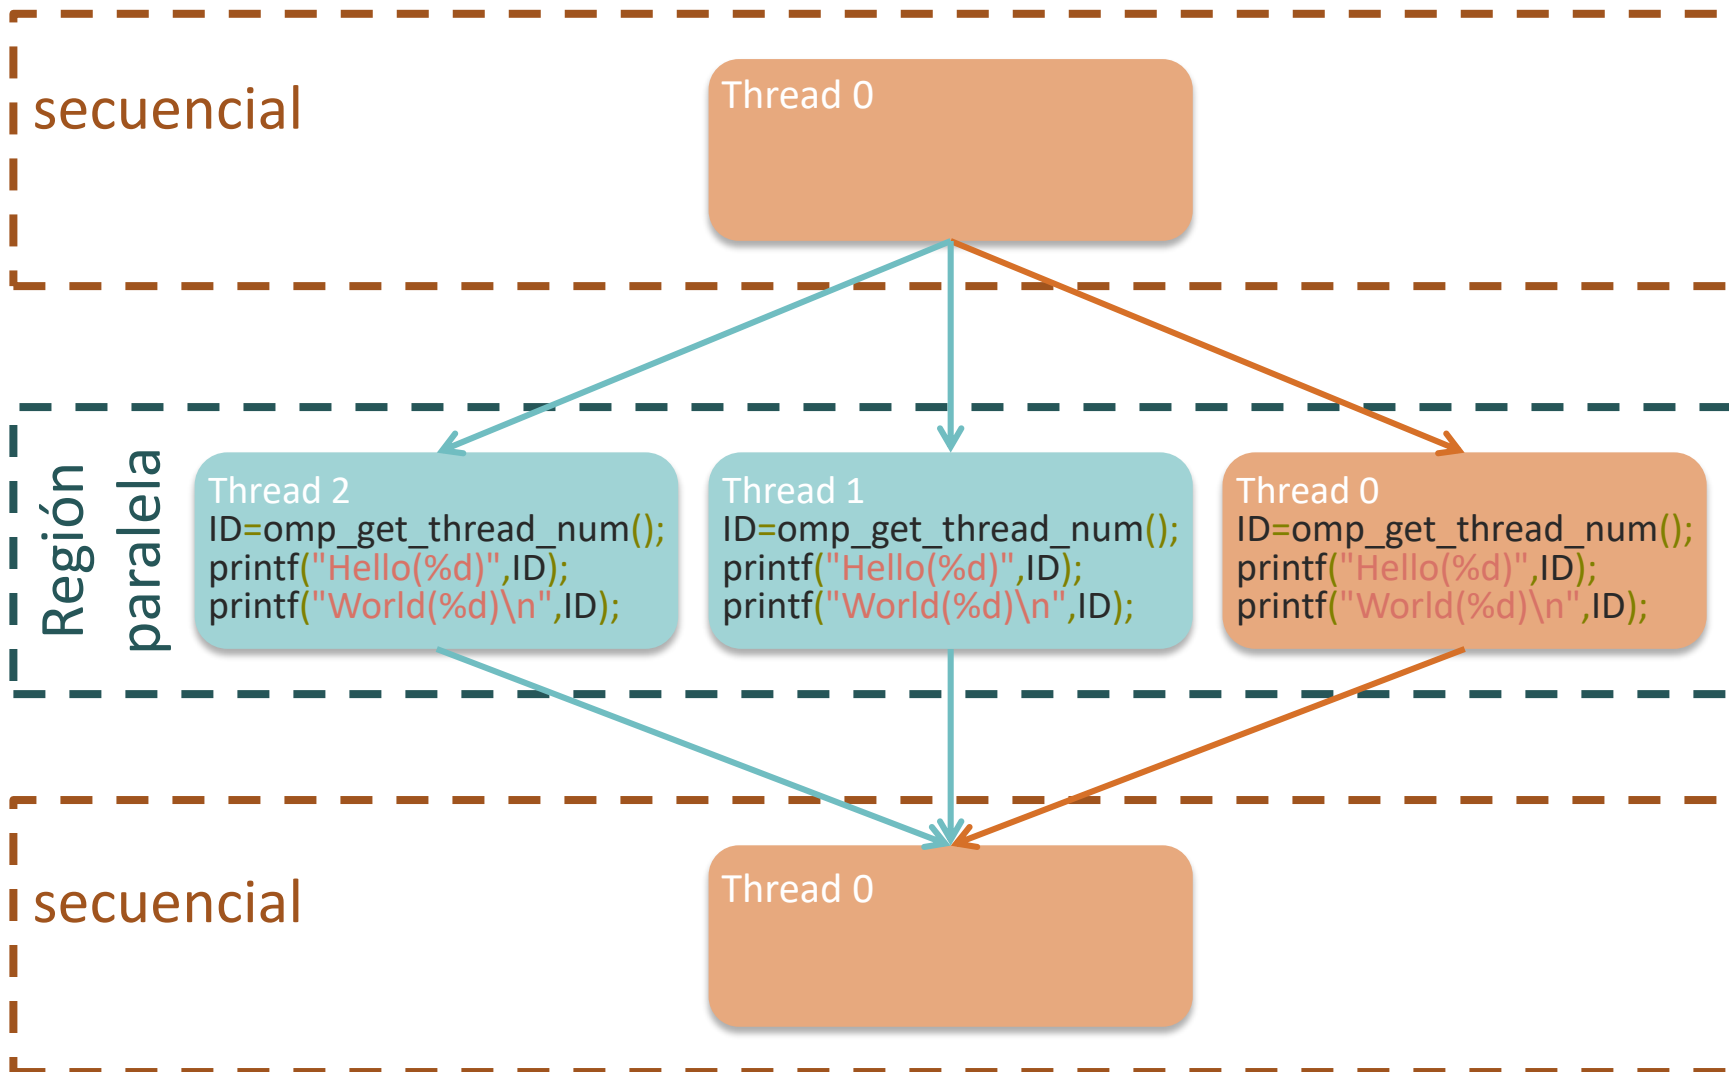 secuencial
Thread 0
Región
paralela
Thread 2
ID=omp_get_thread_num();
printf("Hello(%d)",ID);
printf("World(%d)\n",ID);
Thread 1
ID=omp_get_thread_num();
printf("Hello(%d)",ID);
printf("World(%d)\n",ID);
Thread 0
ID=omp_get_thread_num();
printf("Hello(%d)",ID);
printf("World(%d)\n",ID);
secuencial
Thread 0